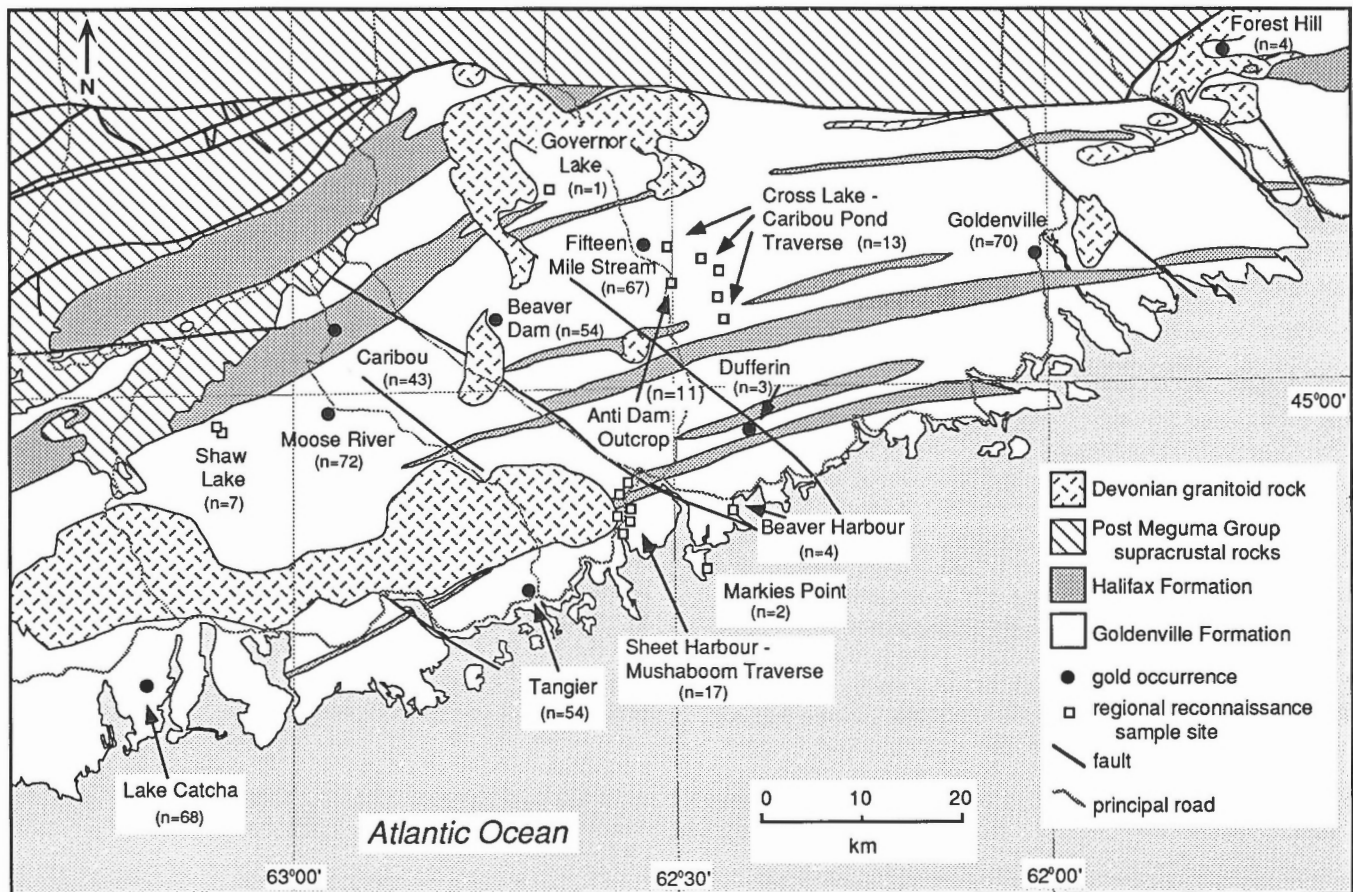 Forest Hill
(n=4)
N
Governor
Lake
(n=1)
Cross Lake -
Caribou Pond
Traverse (n=13)
Goldenville
(n=70)
Fifteen
Mile Stream
(n=67)
Beaver
Dam (n=54)
Caribou
(n=43)
Dufferin
(n=3)
(n=11)
Anti Dam
Outcrop
45°00'
Moose River
(n=72)
Shaw
Lake
(n=7)
Beaver Harbour
(n=4)
Markies Point
(n=2)
Sheet Harbour -
Mushaboom Traverse
(n=17)
Tangier
(n=54)
Lake Catcha
(n=68)
Devonian granitoid rock
Post Meguma Group
supracrustal rocks
Halifax Formation
Goldenville Formation
gold occurrence
regional reconnaissance
sample site
fault
principal road
0 10 20
km
Atlantic Ocean
63°00'
62°30'
62°00'